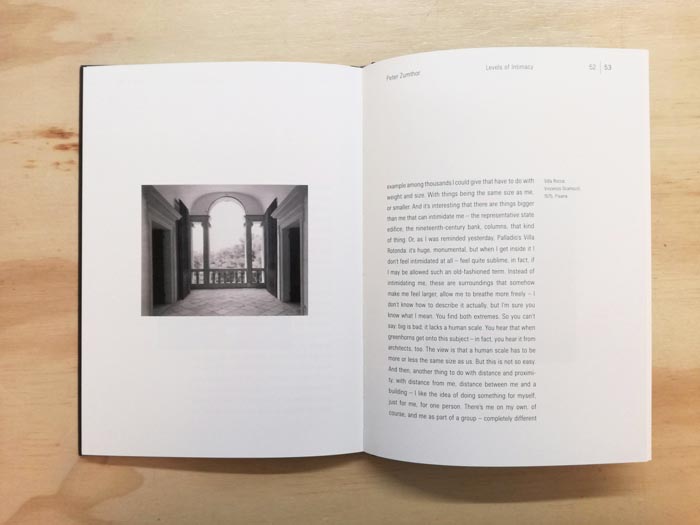 Peter Zumthor
Levels of Intimacy
52 53
example among thousands I could give that have to do with
weight and size. With things being the same size as me,
or smaller. And it's interesting that there are things bigger
than me that can intimidate me – the representative state
edifice, the nineteenth-century bank, columns, that kind
of thing. Or, as I was reminded yesterday, Palladio's Villa
Rotonda: it's huge, monumental, but when I get inside it I
don't feel intimidated at all – feel quite sublime, in fact, if
I may be allowed such an old-fashioned term. Instead of
intimidating me, these are surroundings that somehow
make me feel larger, allow me to breathe more freely – I
don't know how to describe it actually, but I'm sure you
know what I mean. You find both extremes. So you can't
say: big is bad, it lacks a human scale. You hear that when
greenhorns get onto this subject – in fact, you hear it from
architects, too. The view is that a human scale has to be
more or less the same size as us. But this is not so easy.
And then, another thing to do with distance and proximi-
ty: with distance from me, distance between me and a
building – I like the idea of doing something for myself,
just for me, for one person. There's me on my own, of
course, and me as part of a group – completely different
Villa Rocca
Vincenzo Scamozzi
1575, Pisana